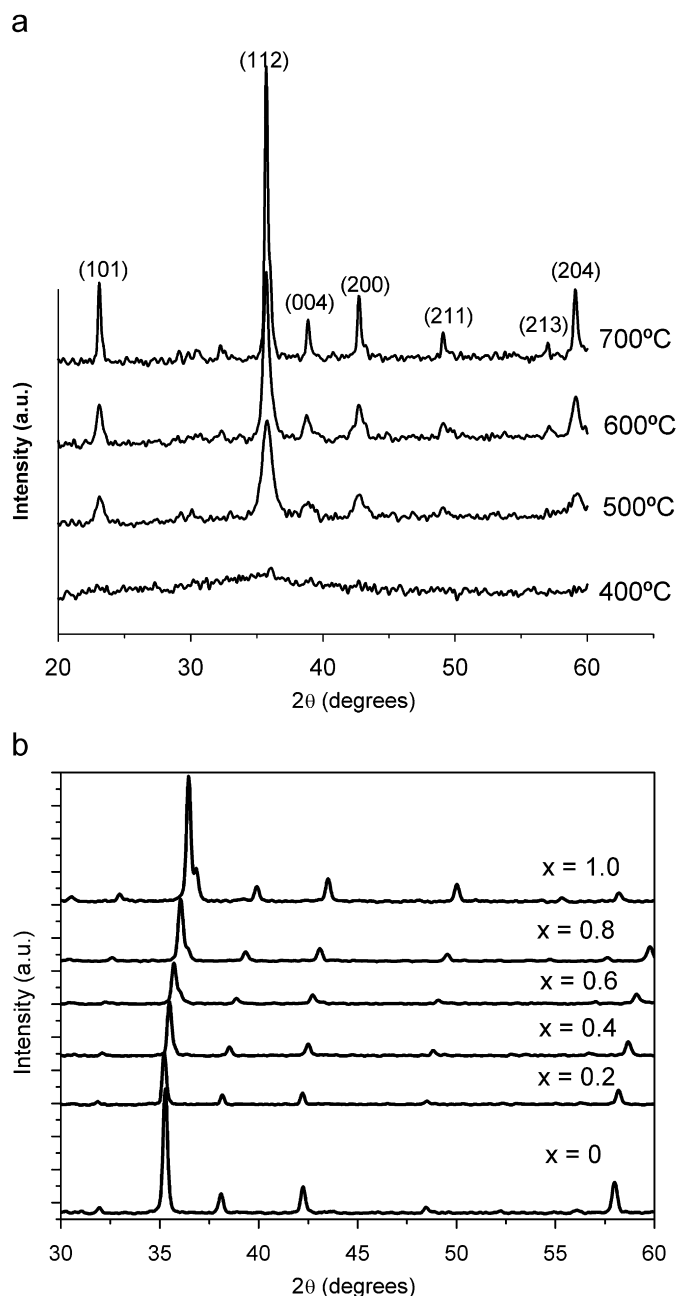 a
(112)
(101)
(004)
(200)
(211)
(213)
(204)
700ºC
600ºC
500ºC
400ºC
Intensity (a.u.)
20 30 40 50 60
2θ (degrees)
b
x = 1.0
x = 0.8
x = 0.6
x = 0.4
x = 0.2
x = 0
Intensity (a.u.)
30 35 40 45 50 55 60
2θ (degrees)